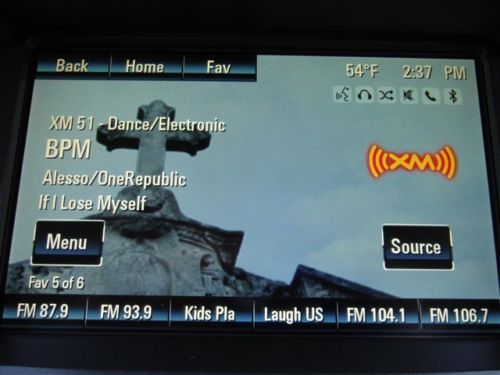 Back Home Fav
54°F 2:37 PM
XM 51 - Dance/Electronic
BPM
XM
Alesso/OneRepublic
If I Lose Myself
Menu
Source
Fav 5 of 6
FM 87.9 FM 93.9 Kids Pla Laugh US FM 104.1 FM 106.7